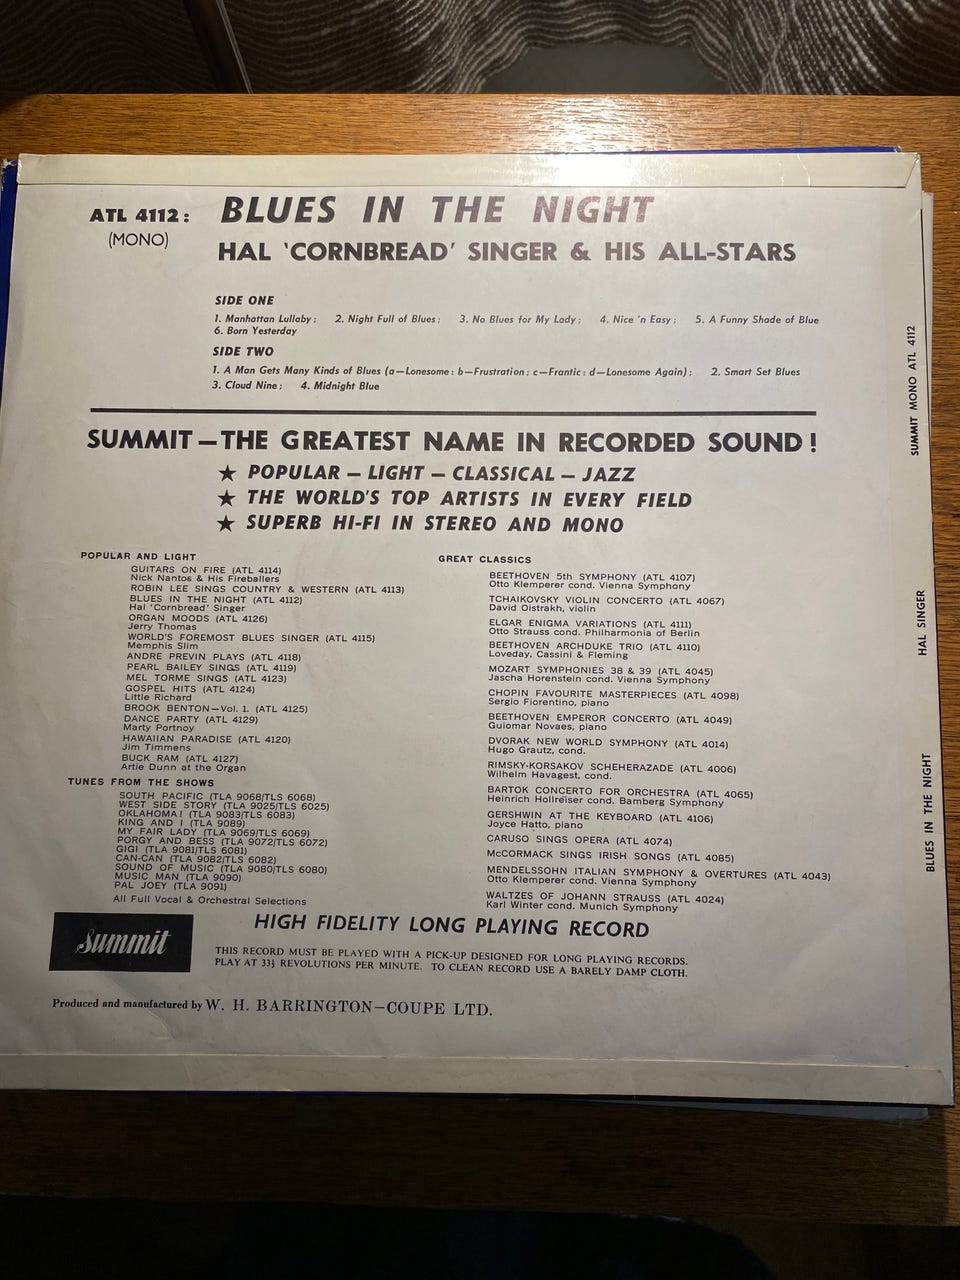 ATL 4112: BLUES IN THE NIGHT
(MONO)
HAL 'CORNBREAD' SINGER & HIS ALL-STARS
SIDE ONE
1. Manhattan Lullaby; 2. Night Full of Blues; 3. No Blues for My Lady; 4. Nice 'n Easy; 5. A Funny Shade of Blue
6. Born Yesterday
SIDE TWO
1. A Man Gets Many Kinds of Blues (a—Lonesome: b—Frustration; c—Frantic: d—Lonesome Again); 2. Smart Set Blues
3. Cloud Nine; 4. Midnight Blue
SUMMIT—THE GREATEST NAME IN RECORDED SOUND!
★ POPULAR — LIGHT — CLASSICAL — JAZZ
★ THE WORLD'S TOP ARTISTS IN EVERY FIELD
★ SUPERB HI-FI IN STEREO AND MONO
POPULAR AND LIGHT
GUITARS ON FIRE (ATL 4114)
Nick Nantos & His Fireballers
ROBIN LEE SINGS COUNTRY & WESTERN (ATL 4113)
BLUES IN THE NIGHT (ATL 4112)
Hal 'Cornbread' Singer
ORGAN MOODS (ATL 4126)
Jerry Thomas
WORLD'S FOREMOST BLUES SINGER (ATL 4115)
Memphis Slim
ANDRE PREVIN PLAYS (ATL 4118)
PEARL BAILEY SINGS (ATL 4119)
MEL TORME SINGS (ATL 4123)
GOSPEL HITS (ATL 4124)
Little Richard
BROOK BENTON—Vol. 1. (ATL 4125)
DANCE PARTY (ATL 4129)
Marty Portnoy
HAWAIIAN PARADISE (ATL 4120)
Jim Timmens
BUCK RAM (ATL 4127)
Artie Dunn at the Organ
TUNES FROM THE SHOWS
SOUTH PACIFIC (TLA 9068/TLS 6068)
WEST SIDE STORY (TLA 9025/TLS 6025)
OKLAHOMA! (TLA 9083/TLS 6083)
KING AND I (TLA 9089)
MY FAIR LADY (TLA 9069/TLS 6069)
PORGY AND BESS (TLA 9072/TLS 6072)
GIGI (TLA 9081/TLS 6081)
CAN-CAN (TLA 9082/TLS 6082)
SOUND OF MUSIC (TLA 9080/TLS 6080)
MUSIC MAN (TLA 9090)
PAL JOEY (TLA 9091)
All Full Vocal & Orchestral Selections
GREAT CLASSICS
BEETHOVEN 5th SYMPHONY (ATL 4107)
Otto Klemperer cond. Vienna Symphony
TCHAIKOVSKY VIOLIN CONCERTO (ATL 4067)
David Oistrakh, violin
ELGAR ENIGMA VARIATIONS (ATL 4111)
Otto Strauss cond. Philharmonia of Berlin
BEETHOVEN ARCHDUKE TRIO (ATL 4110)
Loveday, Cassini & Fleming
MOZART SYMPHONIES 38 & 39 (ATL 4045)
Jascha Horenstein cond. Vienna Symphony
CHOPIN FAVOURITE MASTERPIECES (ATL 4098)
Sergio Fiorentino, piano
BEETHOVEN EMPEROR CONCERTO (ATL 4049)
Guiomar Novaes, piano
DVORAK NEW WORLD SYMPHONY (ATL 4014)
Hugo Grautz, cond.
RIMSKY-KORSAKOV SCHEHERAZADE (ATL 4006)
Wilhelm Havagest, cond.
BARTOK CONCERTO FOR ORCHESTRA (ATL 4065)
Heinrich Hollreiser cond. Bamberg Symphony
GERSHWIN AT THE KEYBOARD (ATL 4106)
Joyce Hatto, piano
CARUSO SINGS OPERA (ATL 4074)
McCORMACK SINGS IRISH SONGS (ATL 4085)
MENDELSSOHN ITALIAN SYMPHONY & OVERTURES (ATL 4043)
Otto Klemperer cond. Vienna Symphony
WALTZES OF JOHANN STRAUSS (ATL 4024)
Karl Winter cond. Munich Symphony
summit
HIGH FIDELITY LONG PLAYING RECORD
THIS RECORD MUST BE PLAYED WITH A PICK-UP DESIGNED FOR LONG PLAYING RECORDS.
PLAY AT 33⅓ REVOLUTIONS PER MINUTE. TO CLEAN RECORD USE A BARELY DAMP CLOTH.
Produced and manufactured by W. H. BARRINGTON-COUPE LTD.
SUMMIT MONO ATL 4112
HAL SINGER
BLUES IN THE NIGHT